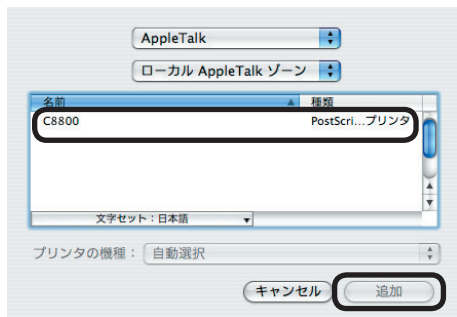 AppleTalk
ローカル AppleTalk ゾーン
名前 種類
C8800 PostScri...プリンタ
文字セット：日本語
プリンタの機種： 自動選択
キャンセル 追加